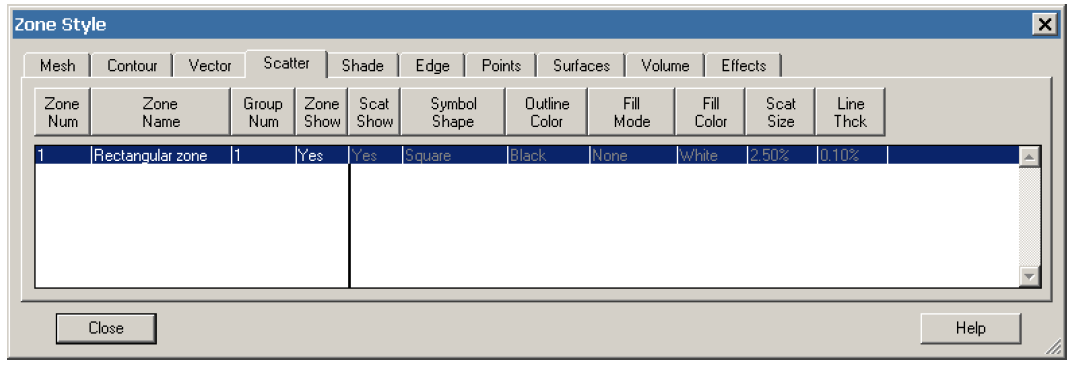 Zone Style
Mesh Contour Vector Scatter Shade Edge Points Surfaces Volume Effects
Zone Num Zone Name Group Num Zone Show Scat Show Symbol Shape Outline Color Fill Mode Fill Color Scat Size Line Thck
1 Rectangular zone 1 Yes Yes Square Black None White 2.50% 0.10%
Close Help